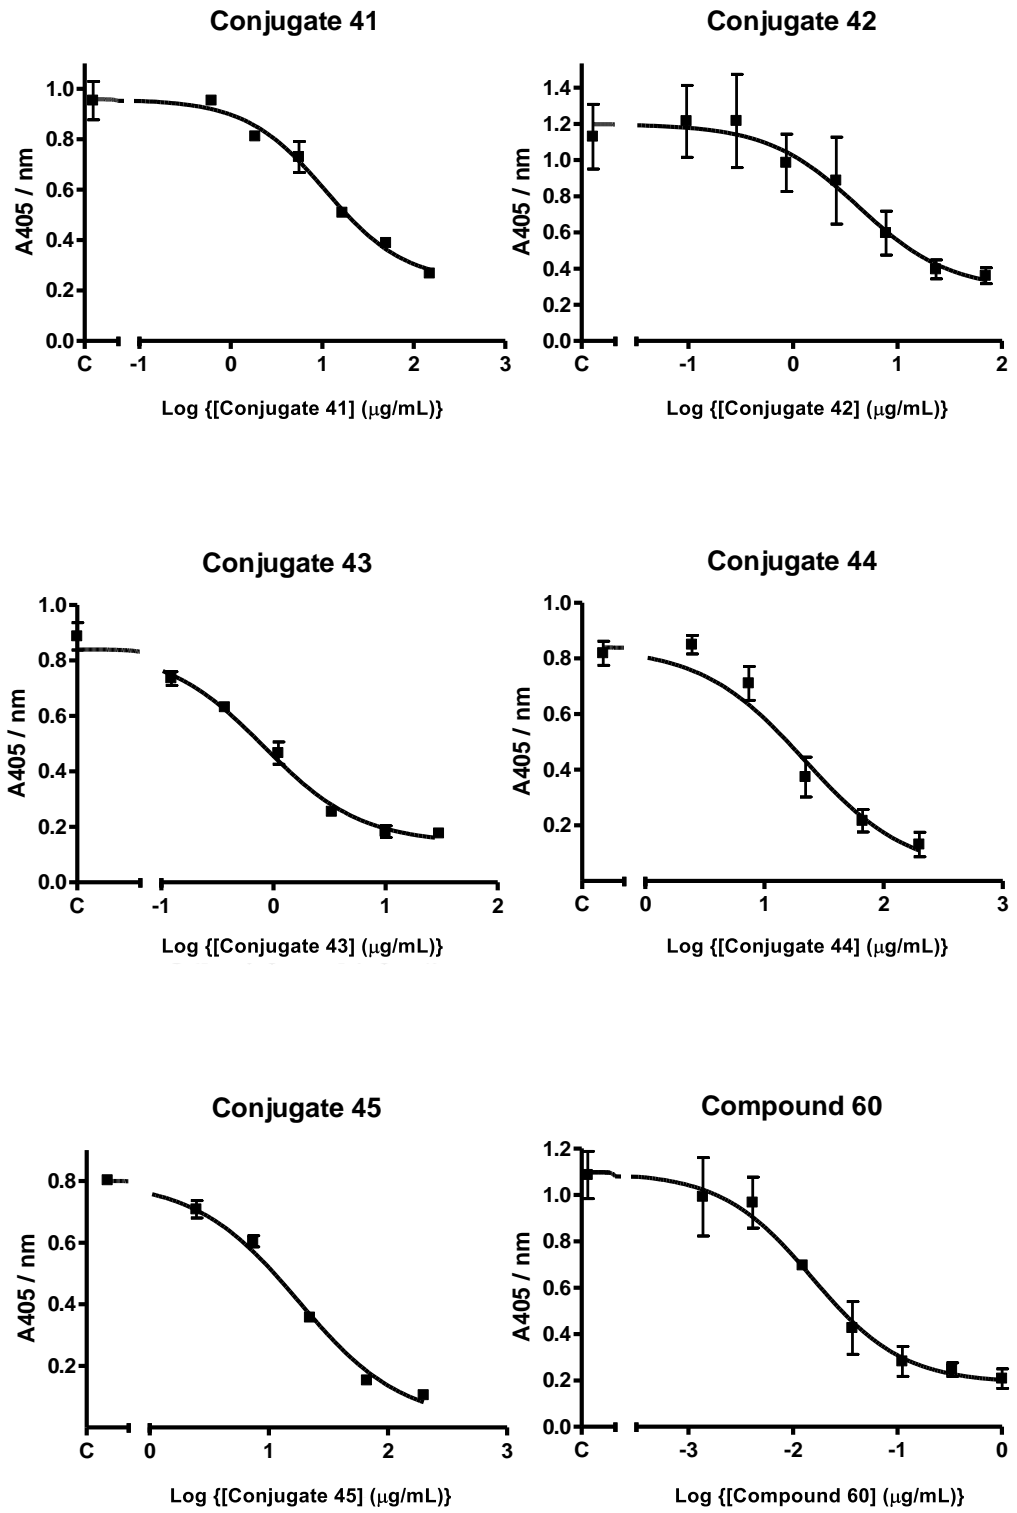 Conjugate 41
A405 / nm
1.0
0.8
0.6
0.4
0.2
0.0
C -1 0 1 2 3
Log {[Conjugate 41] (μg/mL)}
Conjugate 42
A405 / nm
1.4
1.2
1.0
0.8
0.6
0.4
0.2
0.0
C -1 0 1 2
Log {[Conjugate 42] (μg/mL)}
Conjugate 43
A405 / nm
1.0
0.8
0.6
0.4
0.2
0.0
C -1 0 1 2
Log {[Conjugate 43] (μg/mL)}
Conjugate 44
A405 / nm
1.0
0.8
0.6
0.4
0.2
C 0 1 2 3
Log {[Conjugate 44] (μg/mL)}
Conjugate 45
A405 / nm
0.8
0.6
0.4
0.2
C 0 1 2 3
Log {[Conjugate 45] (μg/mL)}
Compound 60
A405 / nm
1.2
1.0
0.8
0.6
0.4
0.2
0.0
C -3 -2 -1 0
Log {[Compound 60] (μg/mL)}